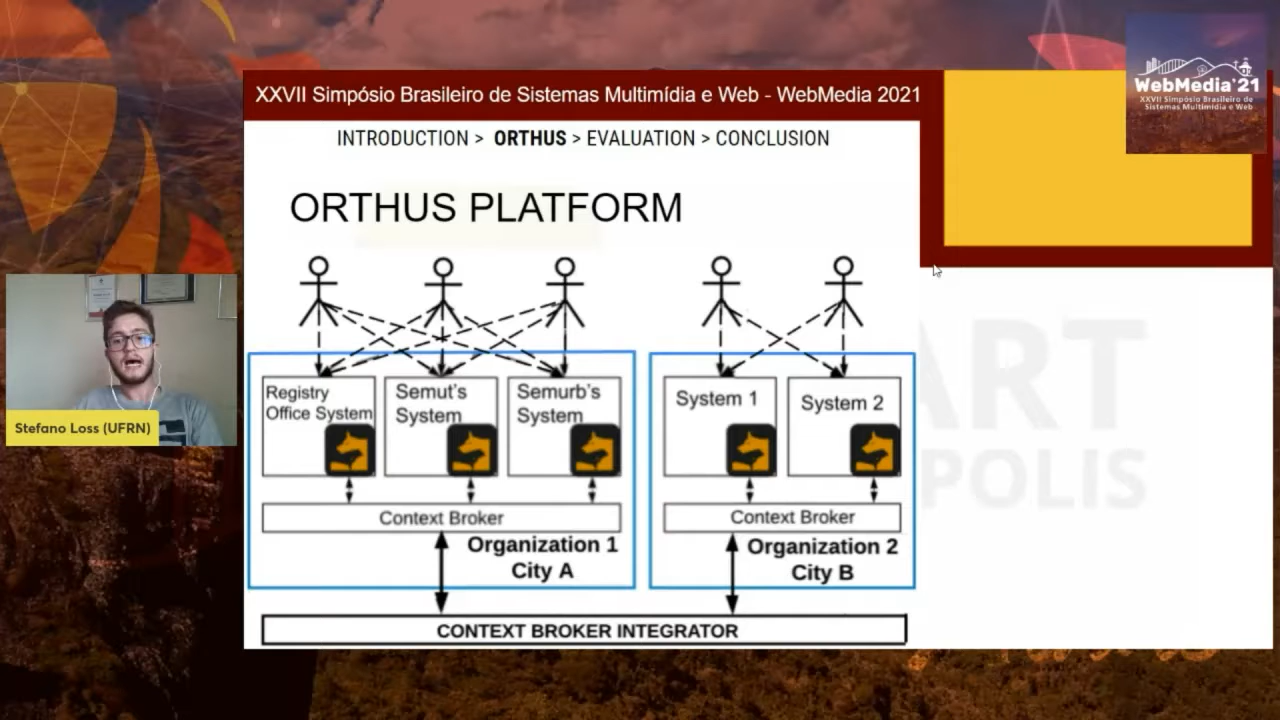 XXVII Simpósio Brasileiro de Sistemas Multimídia e Web - WebMedia 2021
WebMedia'21
XXVII Simpósio Brasileiro de
Sistemas Multimídia e Web
INTRODUCTION > ORTHUS > EVALUATION > CONCLUSION
ORTHUS PLATFORM
Registry
Office System
Semut's
System
Semurb's
System
System 1
System 2
Context Broker
Context Broker
Organization 1
City A
Organization 2
City B
CONTEXT BROKER INTEGRATOR
ART
POLIS
Stefano Loss (UFRN)